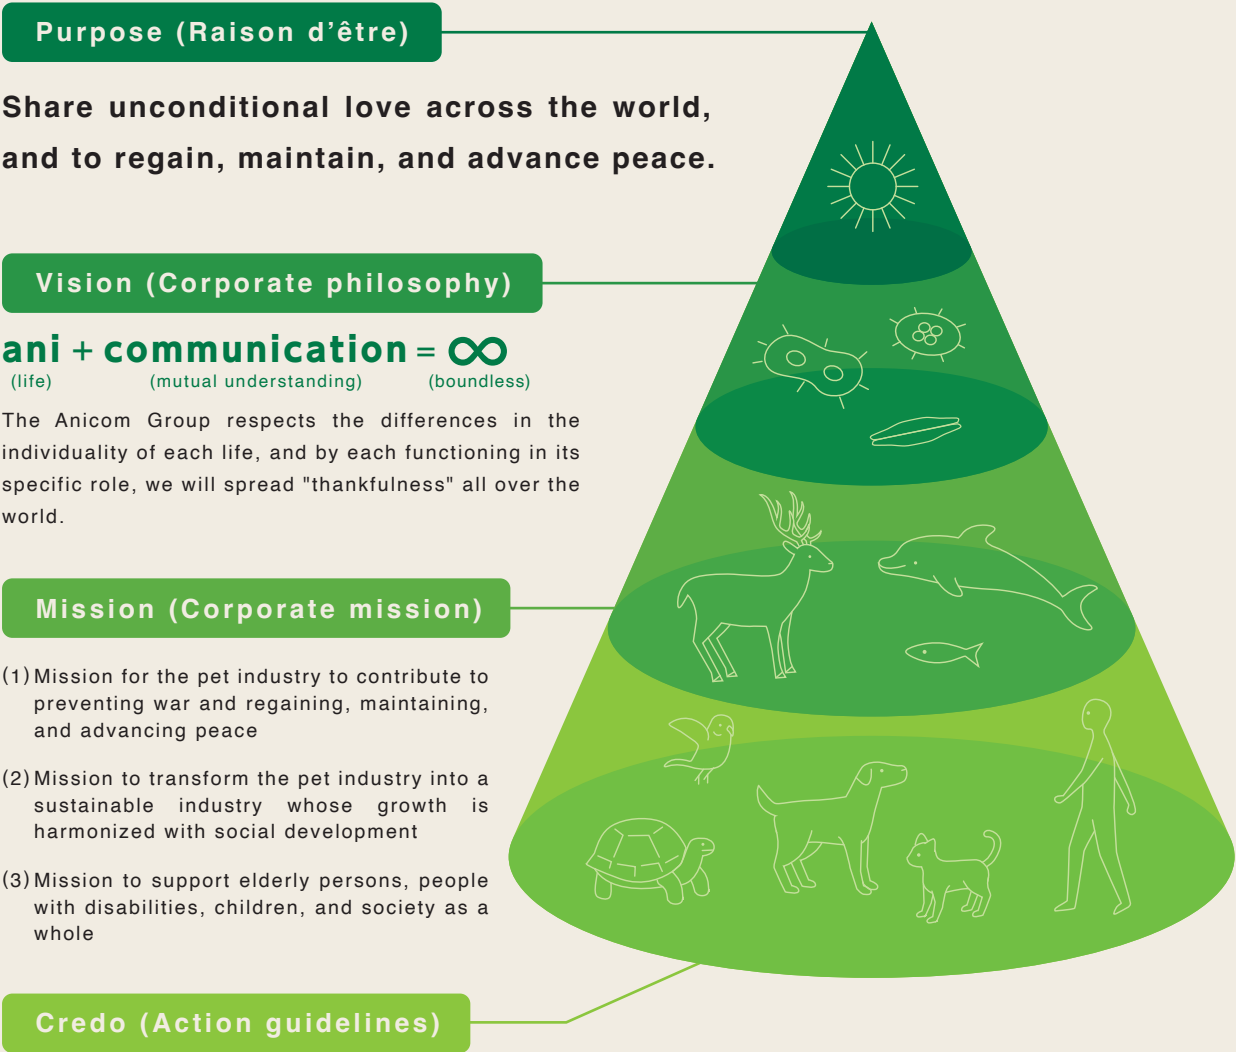 Purpose (Raison d’être)
Share unconditional love across the world,
and to regain, maintain, and advance peace.
Vision (Corporate philosophy)
ani + communication = ∞
(life) (mutual understanding) (boundless)
The Anicom Group respects the differences in the
individuality of each life, and by each functioning in its
specific role, we will spread "thankfulness" all over the
world.
Mission (Corporate mission)
(1) Mission for the pet industry to contribute to
preventing war and regaining, maintaining,
and advancing peace
(2) Mission to transform the pet industry into a
sustainable industry whose growth is
harmonized with social development
(3) Mission to support elderly persons, people
with disabilities, children, and society as a
whole
Credo (Action guidelines)